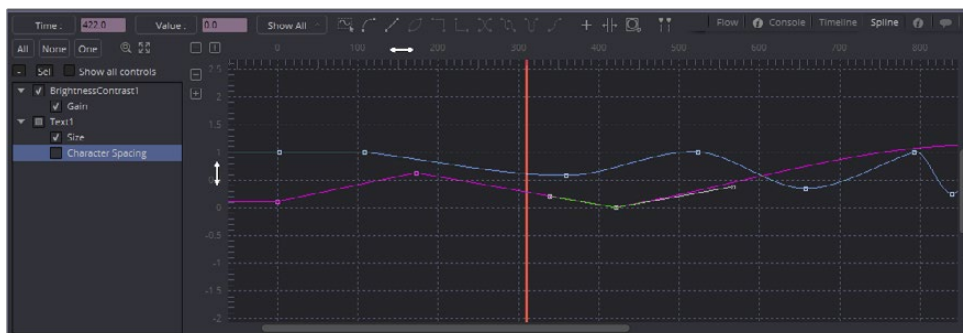 Time : 422.0 Value : 0.0 Show All Flow Console Timeline Spline
All None One 0 100 200 300 400 500 600 700 800
Sel Show all controls
2.5
BrightnessContrast1
2
Gain
1.5
Text1
Size
1
Character Spacing
0.5
0
-0.5
-1
-1.5
-2